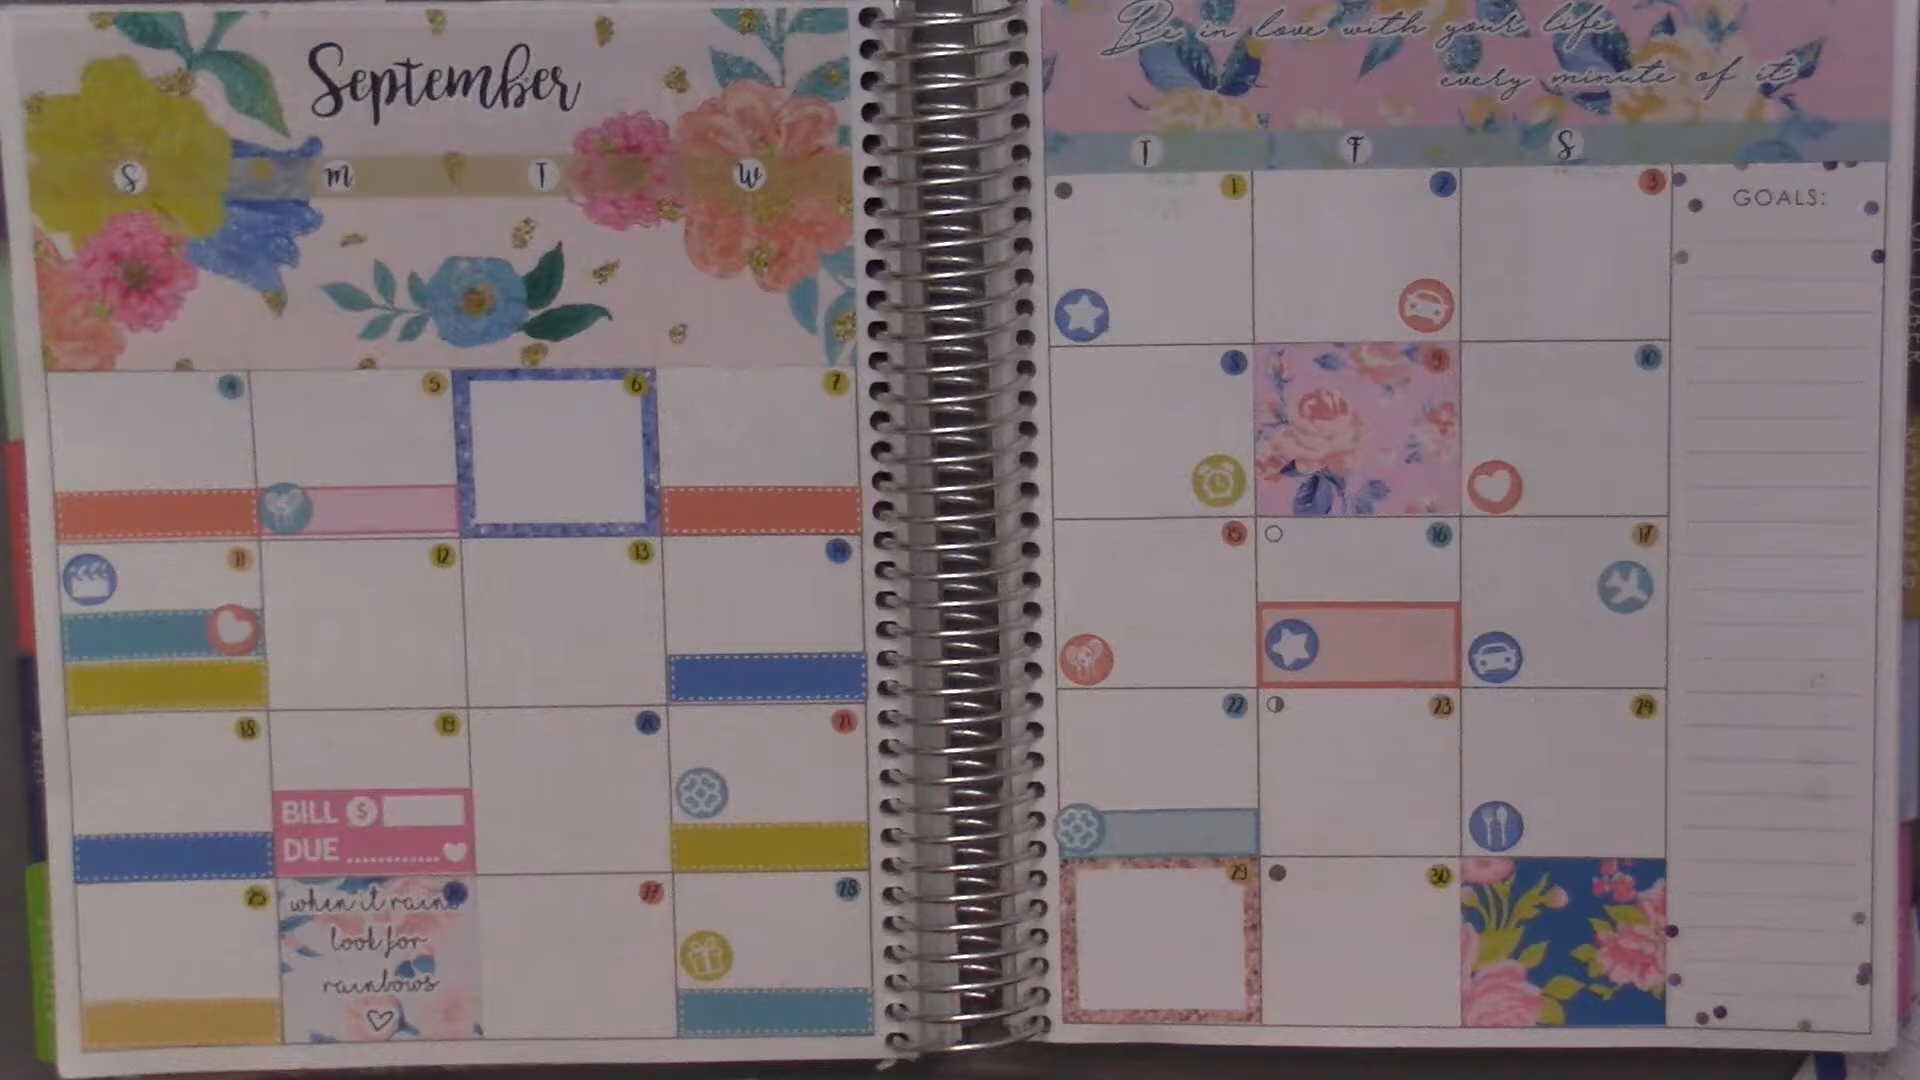 September
S M T W
4 5 6 7
11 12 13 14
18 19 20 21
BILL $
DUE
25 26 27 28
when it rains
look for
rainbows
Be in love with your life
every minute of it
T F S
1 2 3
GOALS:
8 9 10
15 16 17
22 23 24
29 30